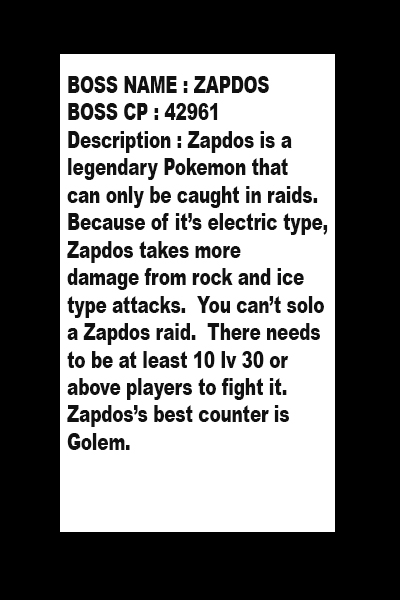 BOSS NAME : ZAPDOS
BOSS CP : 42961
Description : Zapdos is a
legendary Pokemon that
can only be caught in raids.
Because of it’s electric type,
Zapdos takes more
damage from rock and ice
type attacks.  You can’t solo
a Zapdos raid.  There needs
to be at least 10 lv 30 or
above players to fight it.
Zapdos’s best counter is
Golem.